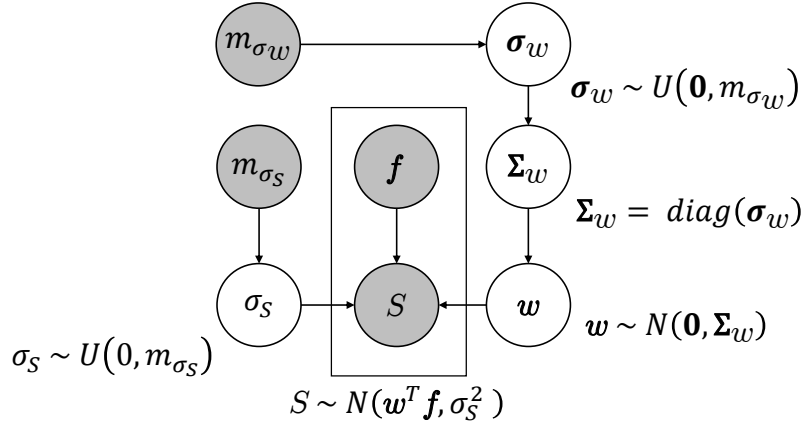 m_{σ_w} 𝝈_w
𝝈_w ~ U(𝟎, m_{σ_w})
m_{σ_S} 𝒇 𝚺_w
𝚺_w = diag(𝝈_w)
σ_S S 𝒘
𝒘 ~ N(𝟎, 𝚺_w)
σ_S ~ U(0, m_{σ_S})
S ~ N(𝒘^T 𝒇, σ_S^2)